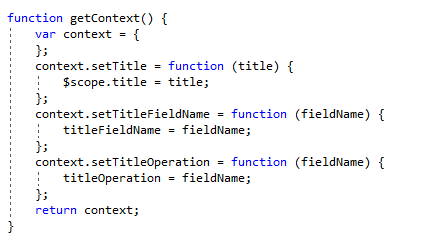 function getContext() {
    var context = {
    };
    context.setTitle = function (title) {
        $scope.title = title;
    };
    context.setTitleFieldName = function (fieldName) {
        titleFieldName = fieldName;
    };
    context.setTitleOperation = function (fieldName) {
        titleOperation = fieldName;
    };
    return context;
}